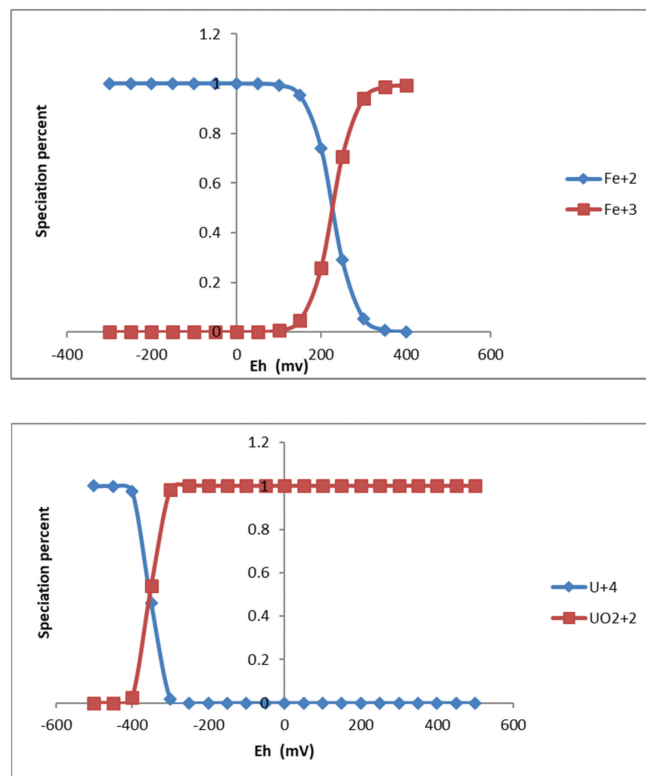 1.2
1
0.8
0.6
0.4
0.2
0
-400 -200 0 200 400 600
Speciation percent
Eh (mv)
Fe+2
Fe+3
1.2
1
0.8
0.6
0.4
0.2
0
-600 -400 -200 0 200 400 600
Speciation percent
Eh (mV)
U+4
UO2+2